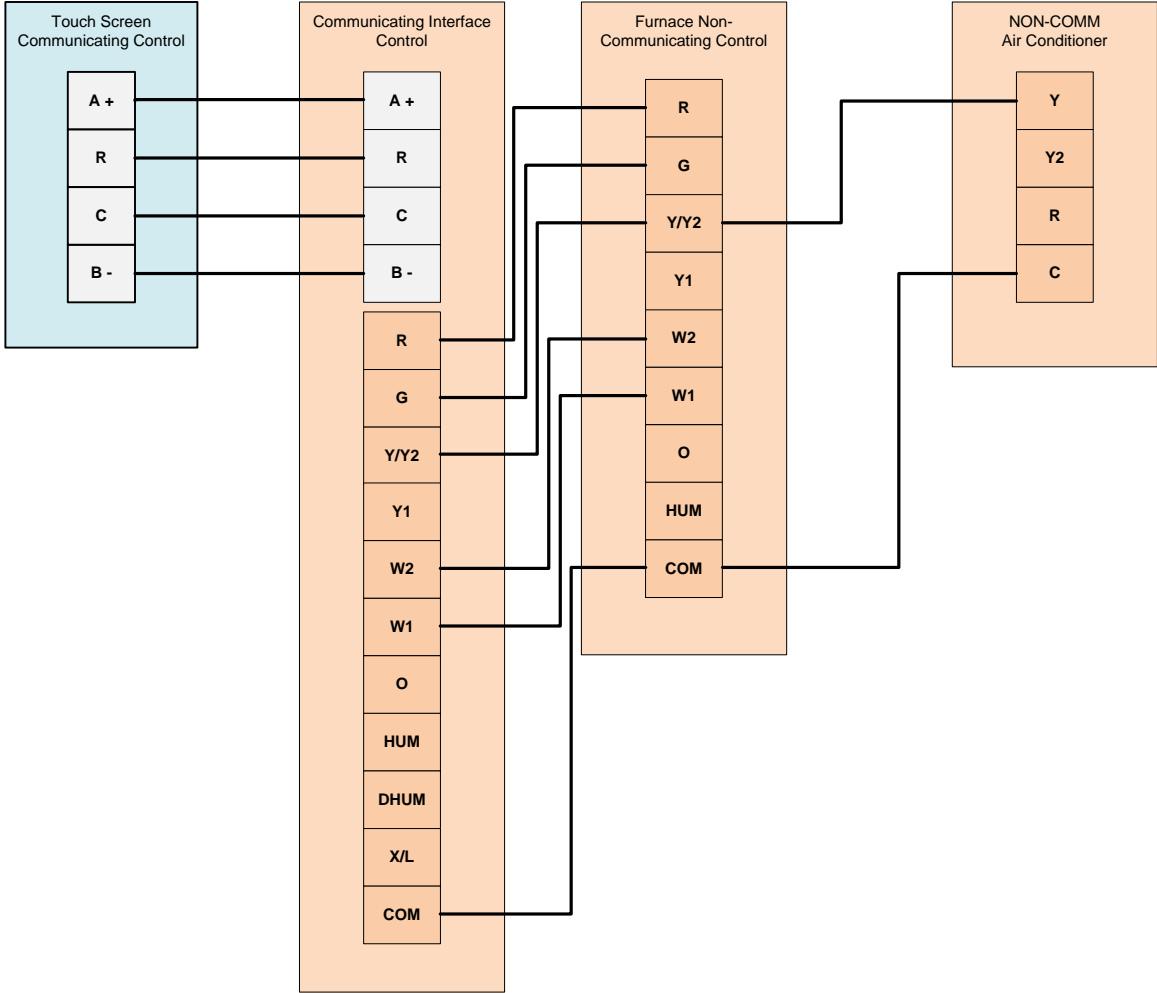 Touch Screen
Communicating Control
A +
R
C
B -
Communicating Interface
Control
A +
R
C
B -
R
G
Y/Y2
Y1
W2
W1
O
HUM
DHUM
X/L
COM
Furnace Non-
Communicating Control
R
G
Y/Y2
Y1
W2
W1
O
HUM
COM
NON-COMM
Air Conditioner
Y
Y2
R
C